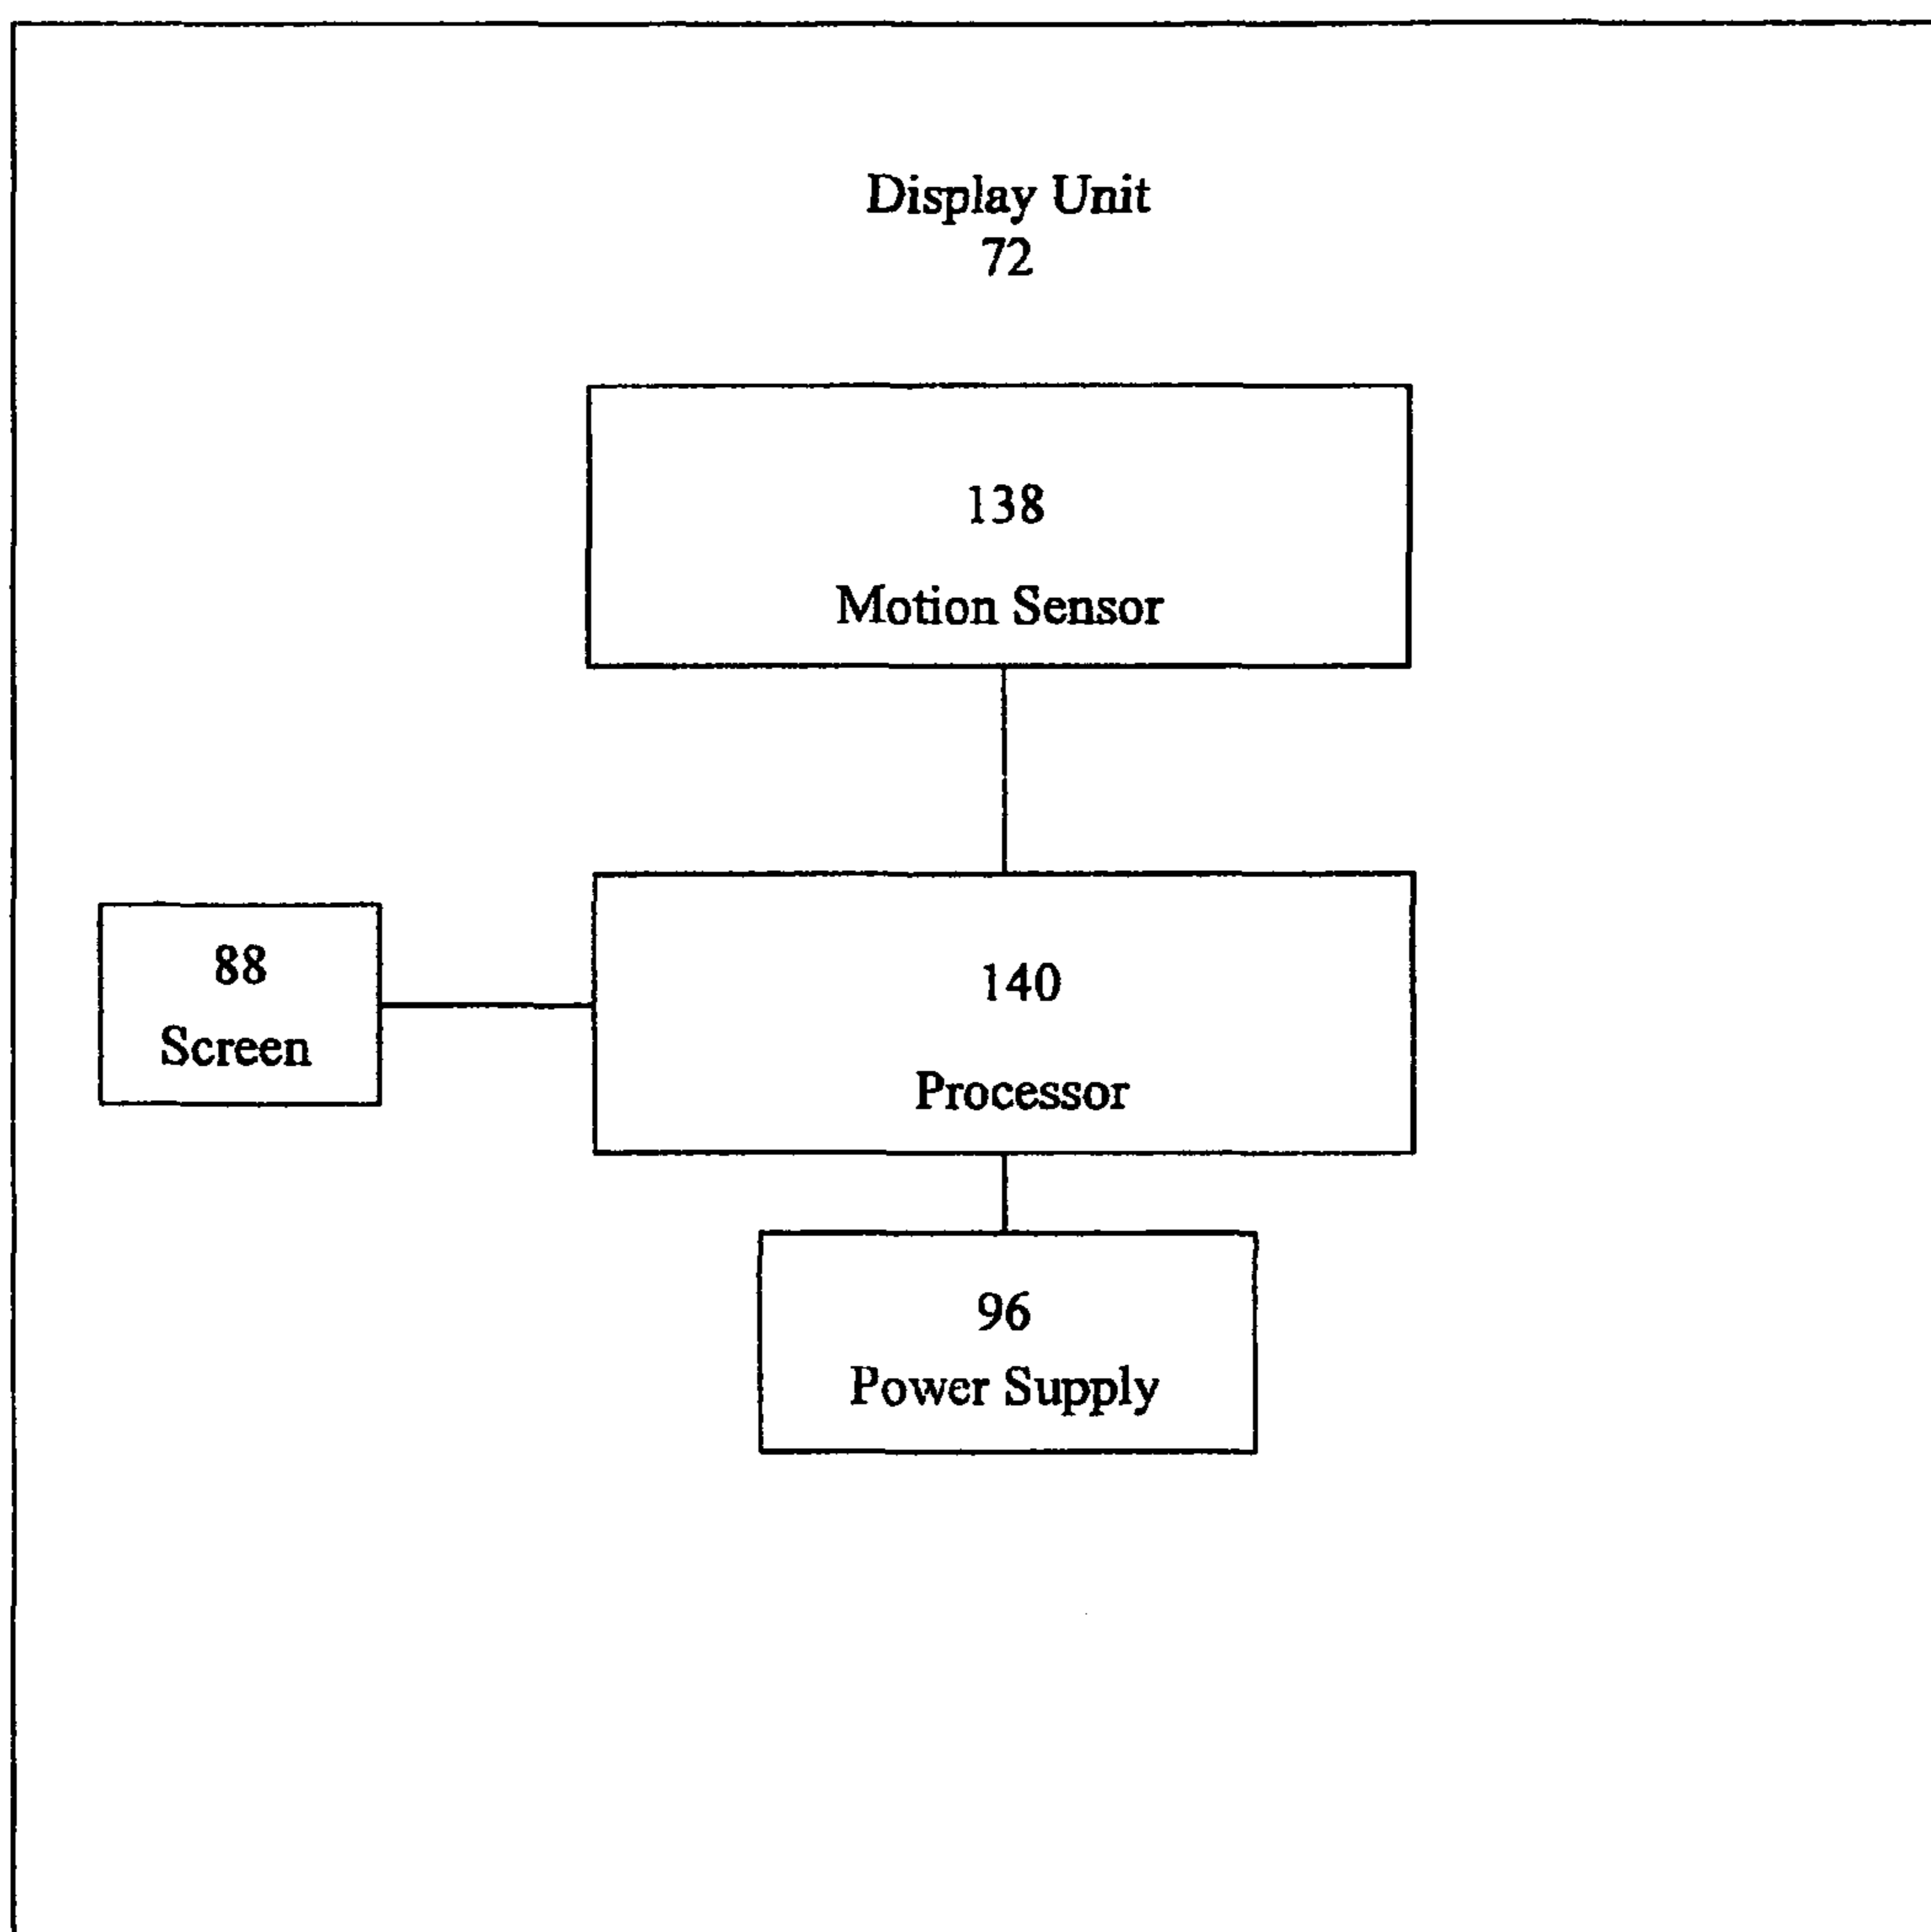 Display Unit
72
138
Motion Sensor
88
Screen
140
Processor
96
Power Supply